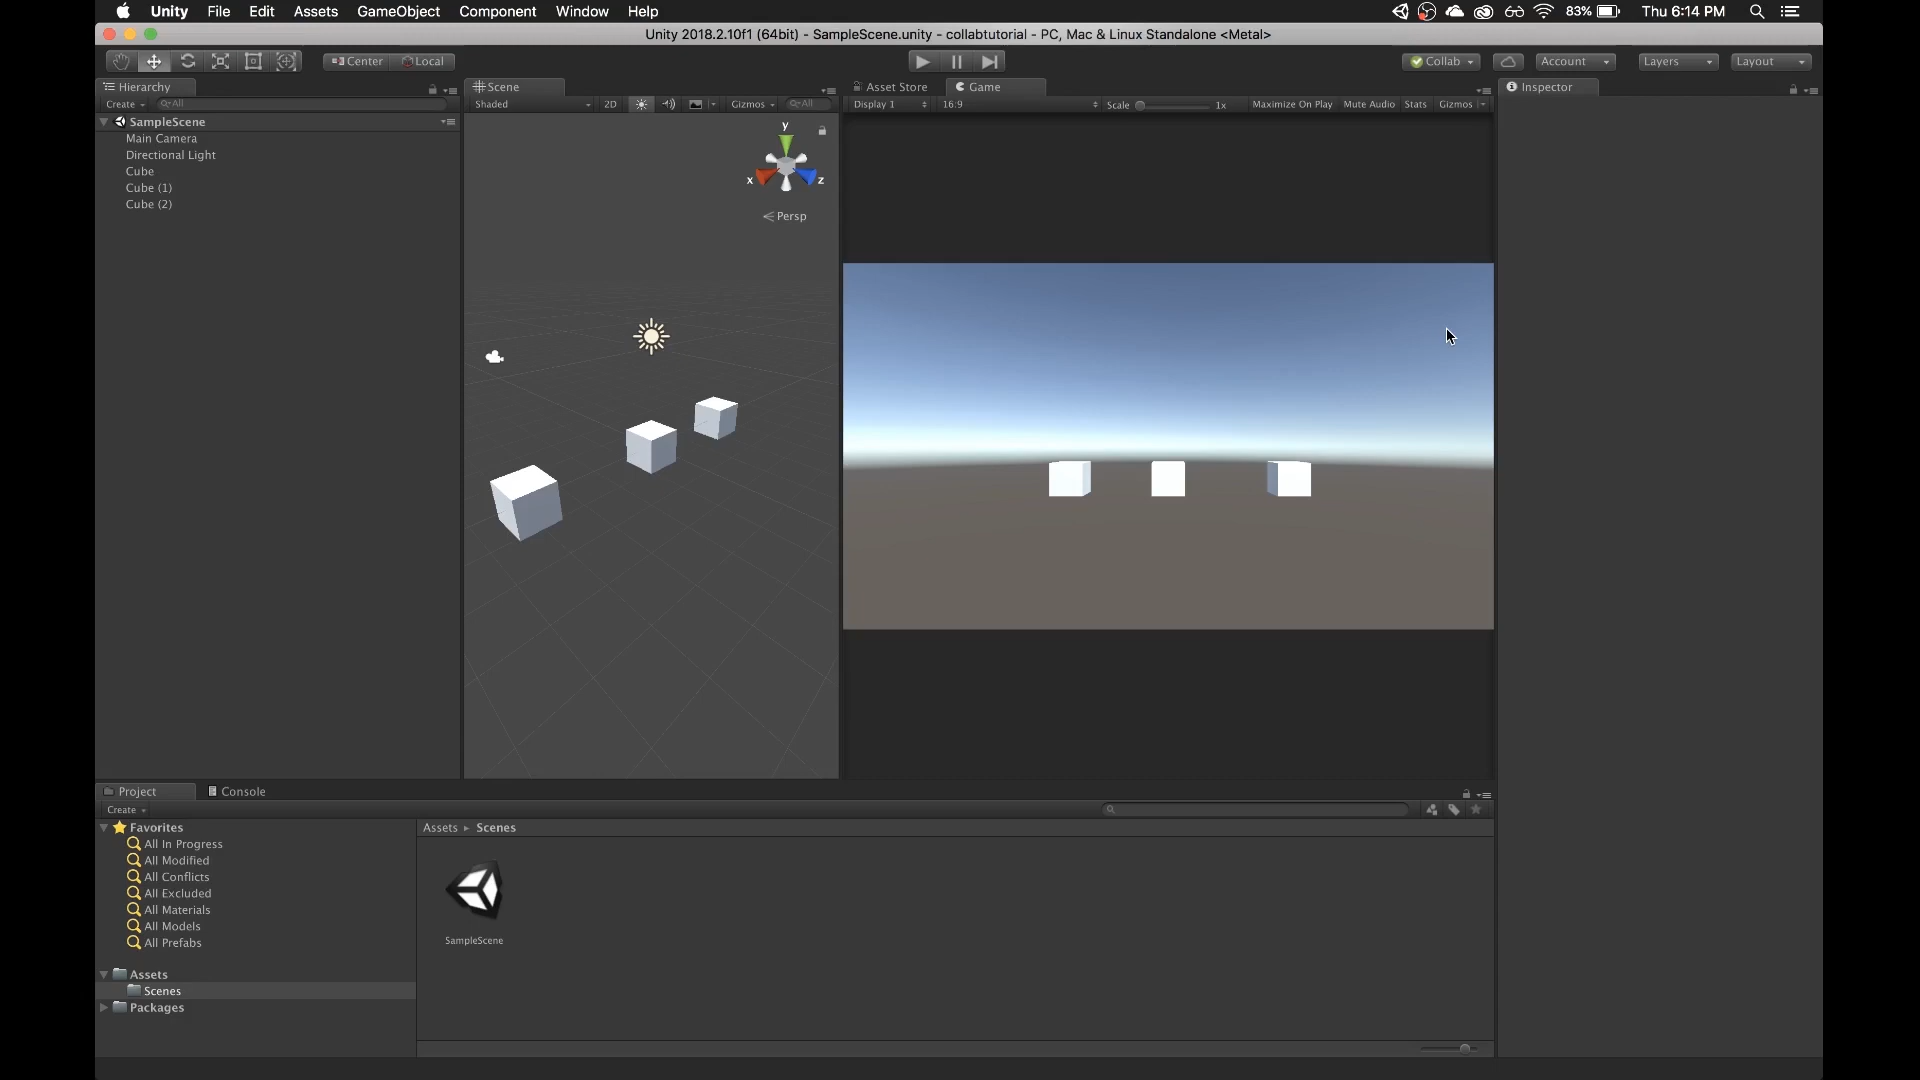 Unity File Edit Assets GameObject Component Window Help 83% Thu 6:14 PM
Unity 2018.2.10f1 (64bit) - SampleScene.unity - collabtutorial - PC, Mac & Linux Standalone <Metal>
Center Local Collab Account Layers Layout
Hierarchy Scene Asset Store Game Inspector
Create All Shaded 2D Gizmos All Display 1 16:9 Scale 1x Maximize On Play Mute Audio Stats Gizmos
SampleScene
Main Camera
Directional Light
Cube
Cube (1)
Cube (2)
y
x z
Persp
Project Console
Create
Favorites Assets Scenes
All In Progress
All Modified
All Conflicts
All Excluded
All Materials
All Models
All Prefabs
SampleScene
Assets
Scenes
Packages